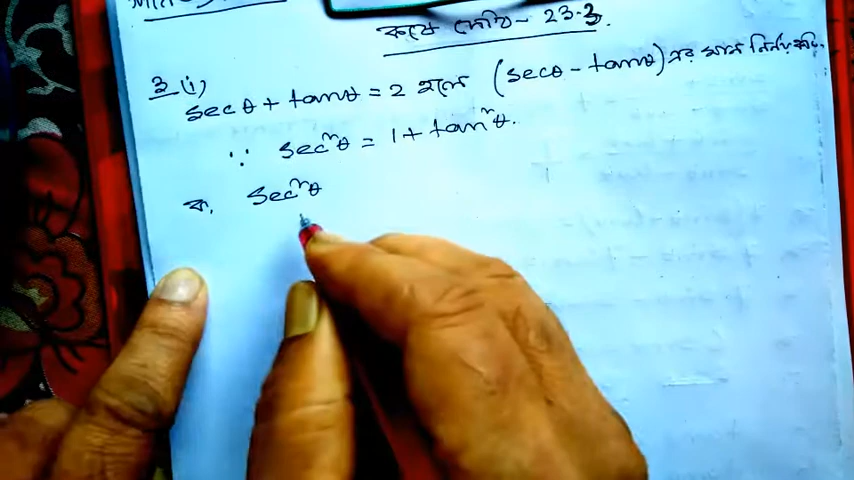 কষে দেখি- 23.3
3 (i)
secθ + tanθ = 2 হলে (secθ - tanθ) এর মান নির্ণয় করি.
∵ sec²θ = 1 + tan²θ.
বা, sec²θ